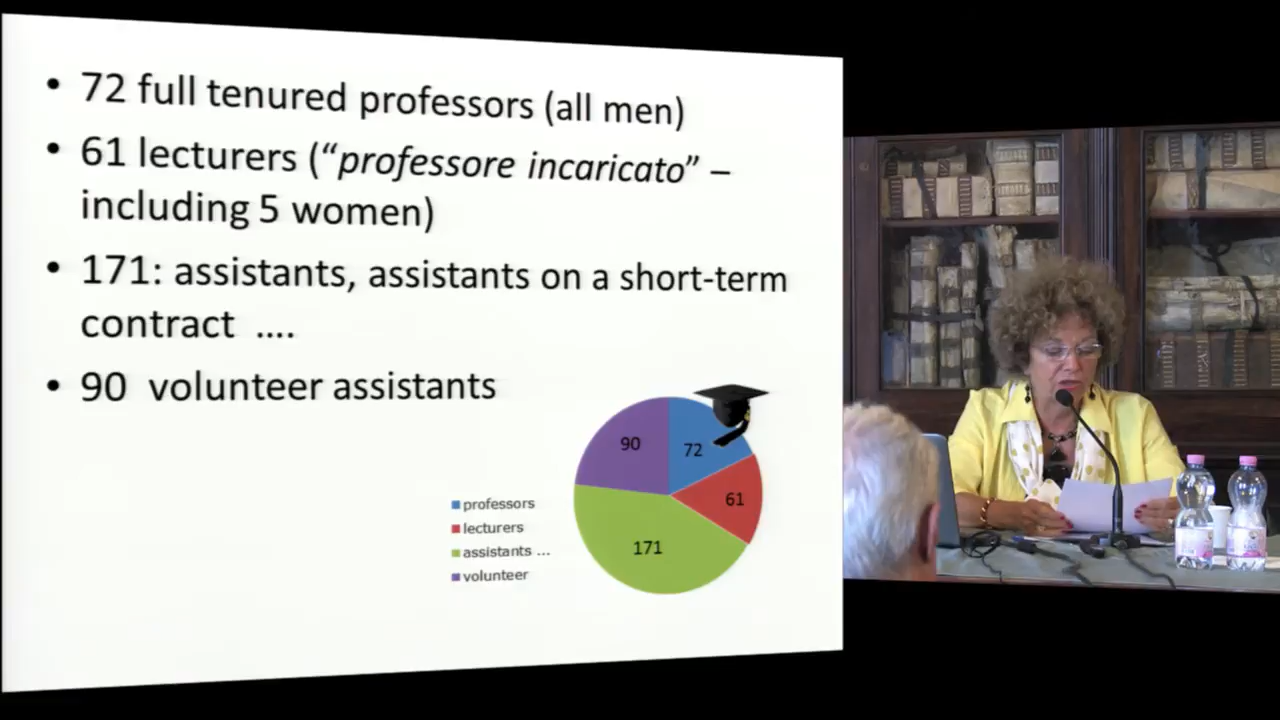 • 72 full tenured professors (all men)
• 61 lecturers (“professore incaricato” –
including 5 women)
• 171: assistants, assistants on a short-term
contract ....
• 90 volunteer assistants
90
72
61
171
professors
lecturers
assistants ...
volunteer